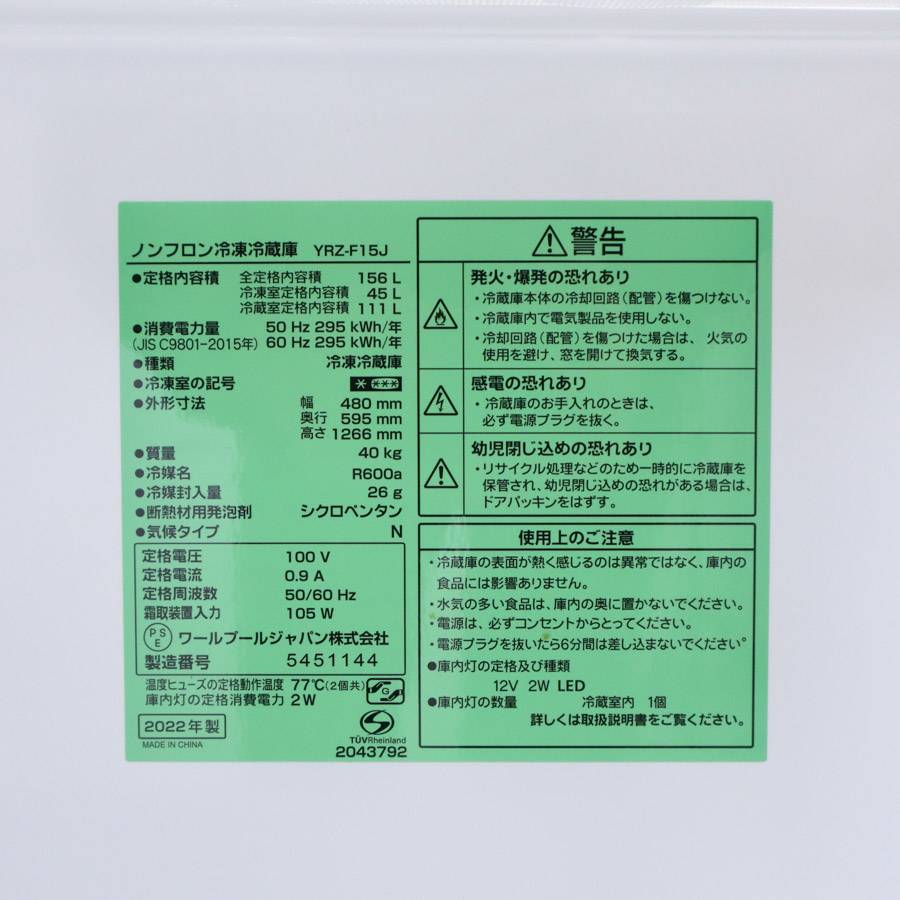 ノンフロン冷凍冷蔵庫 YRZ-F15J
●定格内容積 全定格内容積 156 L
冷凍室定格内容積 45 L
冷蔵室定格内容積 111 L
●消費電力量 50 Hz 295 kWh/年
(JIS C9801-2015年) 60 Hz 295 kWh/年
●種類 冷凍冷蔵庫
●冷凍室の記号
●外形寸法 幅 480 mm
奥行 595 mm
高さ 1266 mm
●質量 40 kg
●冷媒名 R600a
●冷媒封入量 26 g
●断熱材用発泡剤 シクロペンタン
●気候タイプ N
定格電圧 100 V
定格電流 0.9 A
定格周波数 50/60 Hz
霜取装置入力 105 W
PSE ワールプールジャパン株式会社
製造番号 5451144
温度ヒューズの定格動作温度 77℃(2個共)
庫内灯の定格消費電力 2W
G
2022年製
MADE IN CHINA
TÜVRheinland
2043792
警告
発火・爆発の恐れあり
・冷蔵庫本体の冷却回路(配管)を傷つけない。
・冷蔵庫内で電気製品を使用しない。
・冷却回路(配管)を傷つけた場合は、火気の
使用を避け、窓を開けて換気する。
感電の恐れあり
・冷蔵庫のお手入れのときは、
必ず電源プラグを抜く。
幼児閉じ込めの恐れあり
・リサイクル処理などのため一時的に冷蔵庫を
保管され、幼児閉じ込めの恐れがある場合は、
ドアパッキンをはずす。
使用上のご注意
・冷蔵庫の表面が熱く感じるのは異常ではなく、庫内の
食品には影響ありません。
・水気の多い食品は、庫内の奥に置かないでください。
・電源は、必ずコンセントからとってください。
・電源プラグを抜いたら6分間は差し込まないでください。
●庫内灯の定格及び種類
12V 2W LED
●庫内灯の数量 冷蔵室内 1個
詳しくは取扱説明書をご覧ください。